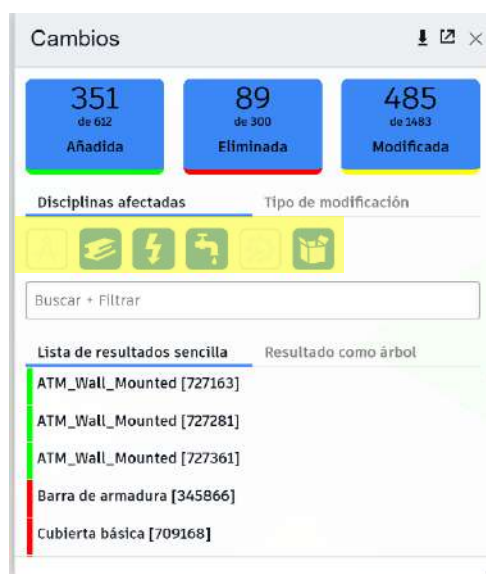 Cambios
351 89 485
de 612 de 300 de 1483
Añadida Eliminada Modificada
Disciplinas afectadas Tipo de modificación
Buscar + Filtrar
Lista de resultados sencilla Resultado como árbol
ATM_Wall_Mounted [727163]
ATM_Wall_Mounted [727281]
ATM_Wall_Mounted [727361]
Barra de armadura [345866]
Cubierta básica [709168]